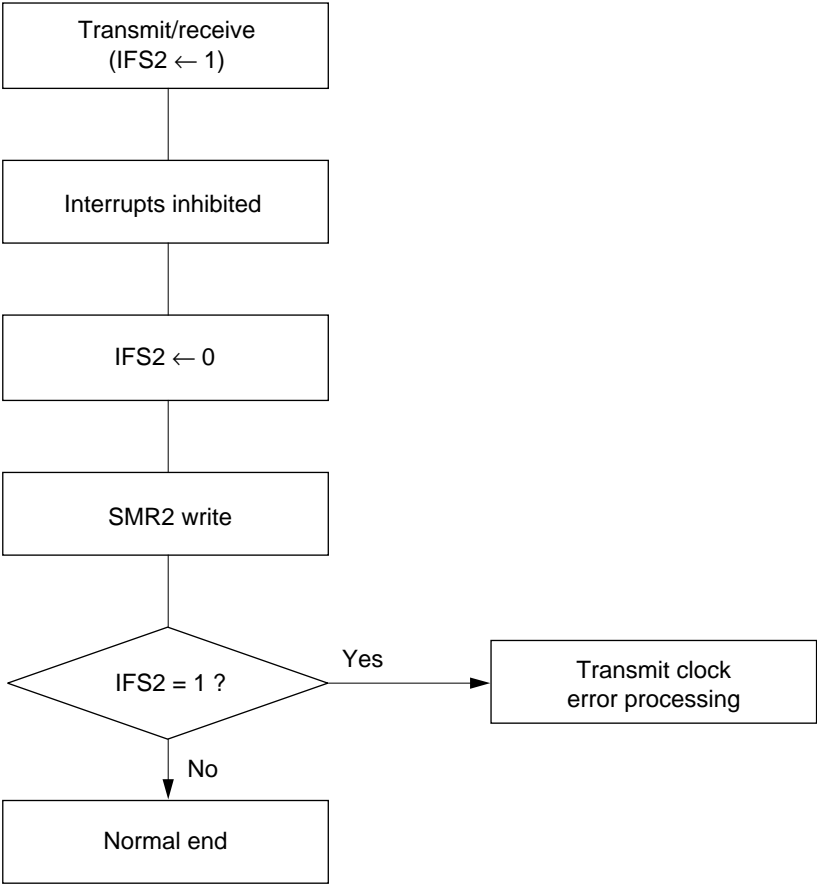 Transmit/receive
(IFS2 ← 1)
Interrupts inhibited
IFS2 ← 0
SMR2 write
IFS2 = 1 ?
Yes
Transmit clock
error processing
No
Normal end